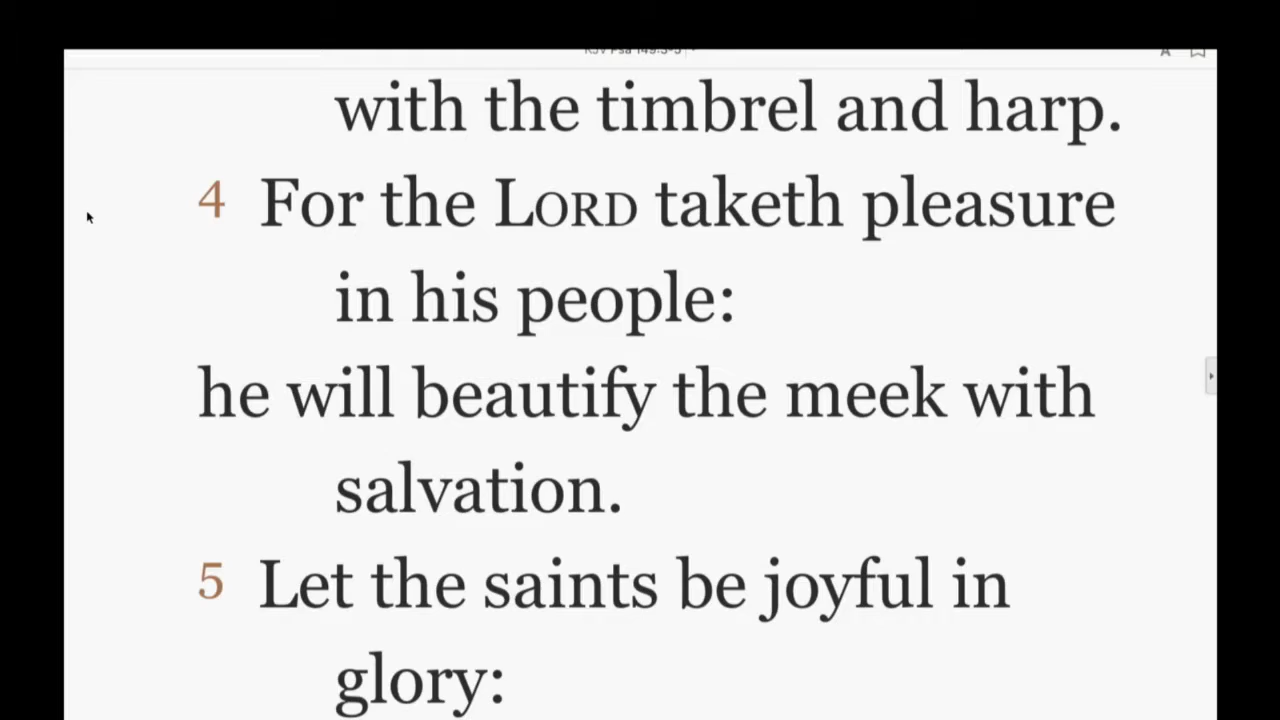 with the timbrel and harp.
4 For the LORD taketh pleasure
in his people:
he will beautify the meek with
salvation.
5 Let the saints be joyful in
glory: